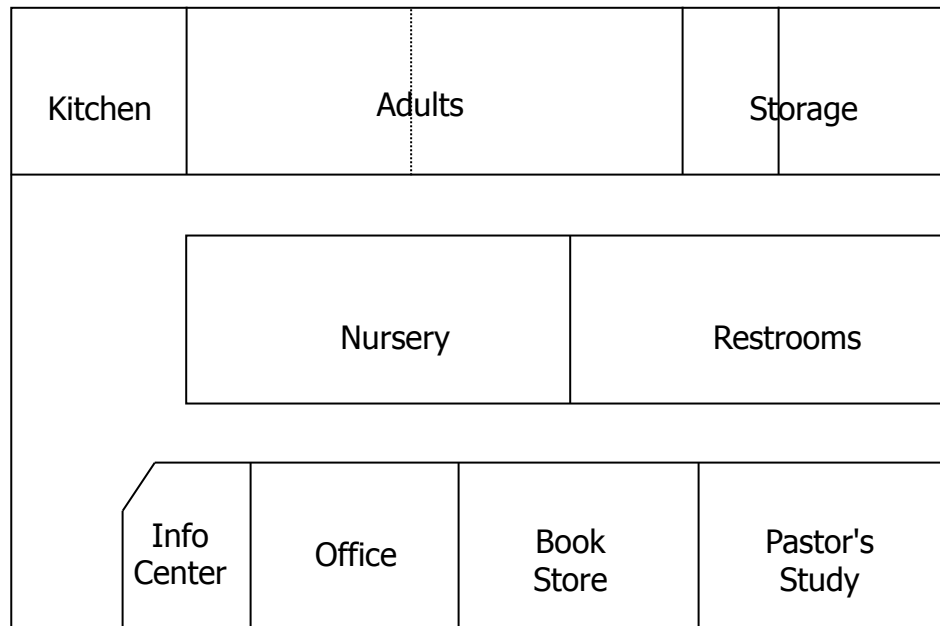 Kitchen
Adults
Storage
Nursery
Restrooms
Info
Center
Office
Book
Store
Pastor's
Study